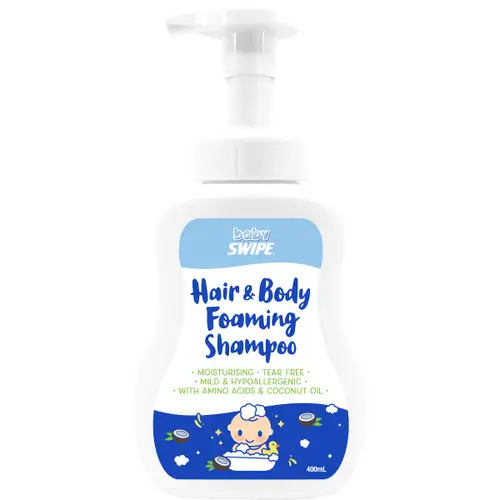 baby
SWIPE
Hair & Body
Foaming
Shampoo
• MOISTURISING • TEAR FREE •
• MILD & HYPOALLERGENIC •
• WITH AMINO ACIDS & COCONUT OIL •
400mL